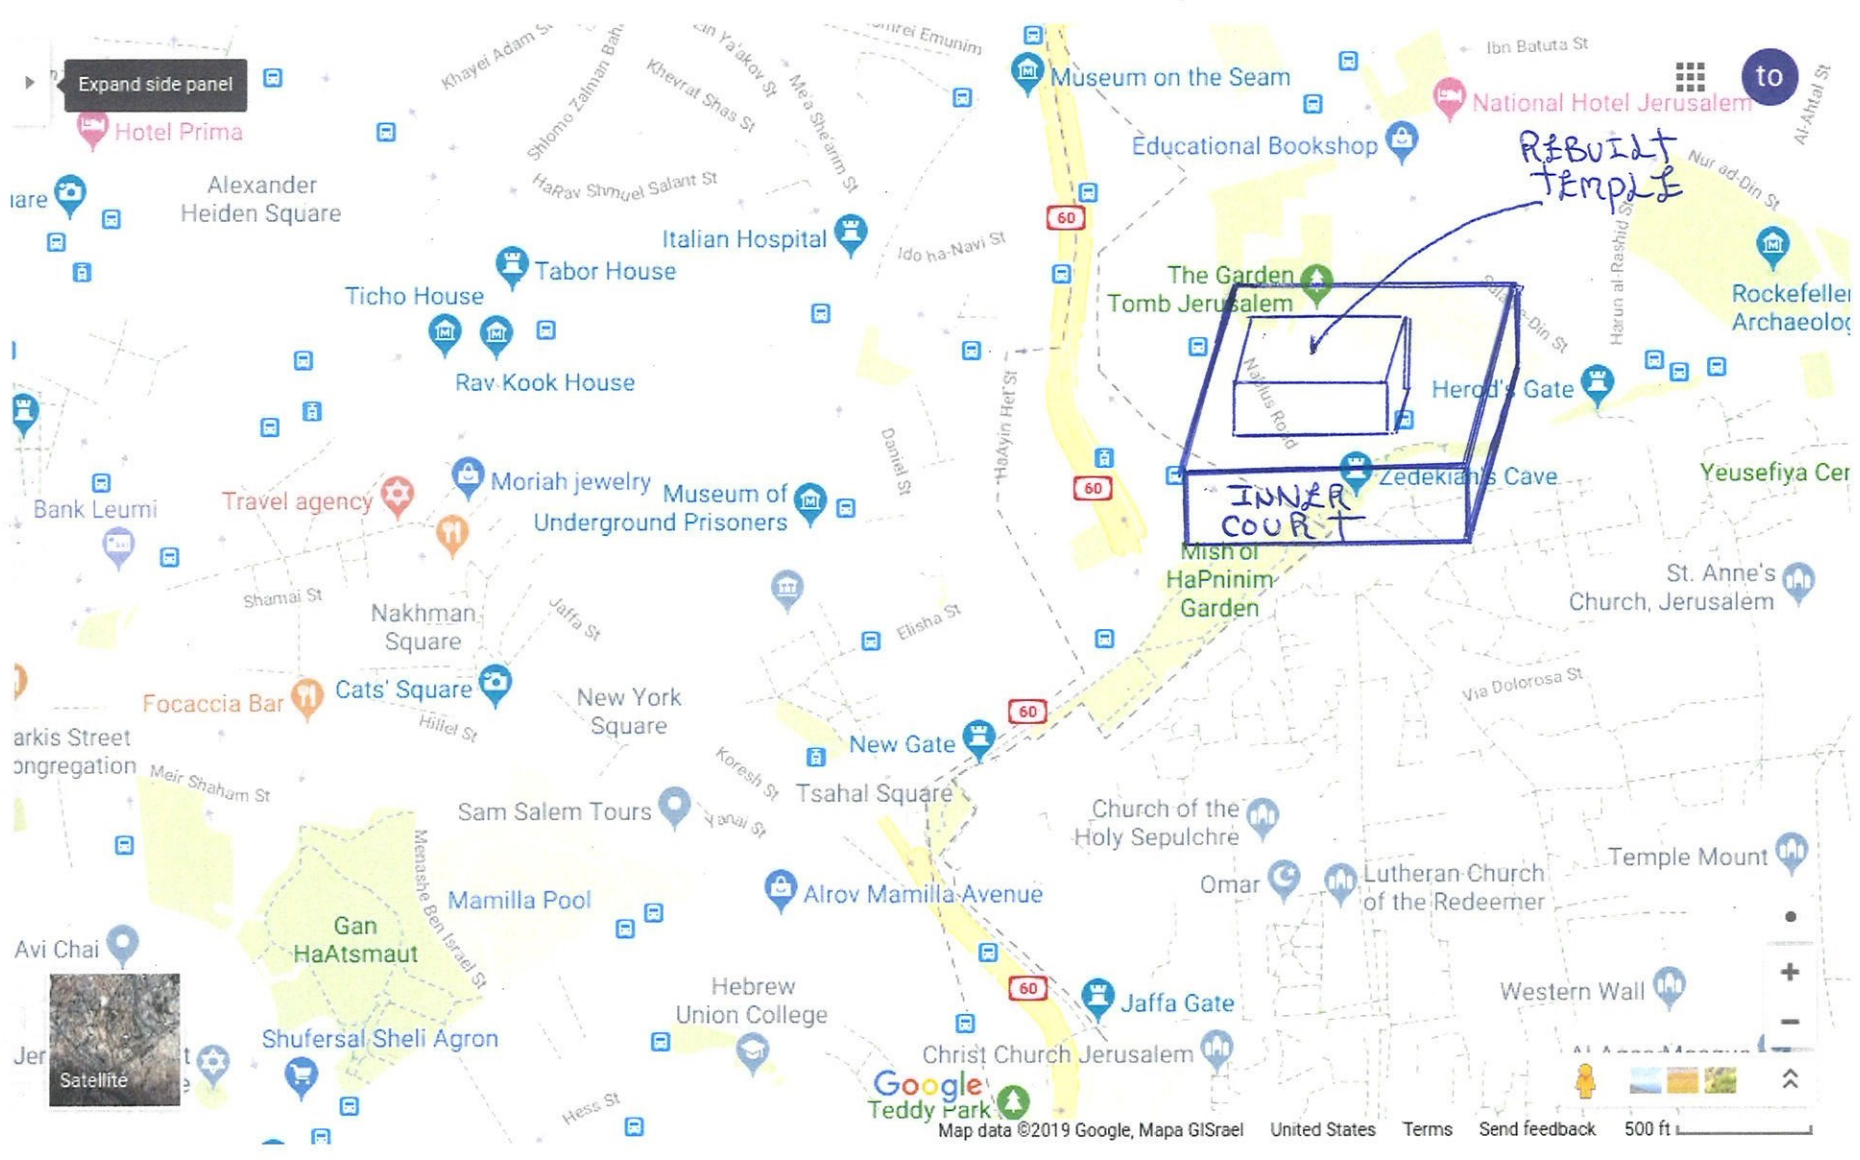 Expand side panel
Hotel Prima
Khayei Adam St
Shlomo Zalman Bah
Ein Ya'akov St
Khevrat Shas St
Me'a She'arim St
HaRav Shmuel Salant St
Emunim
Museum on the Seam
Ibn Batuta St
to
National Hotel Jerusalem
Al-Ahtal St
Educational Bookshop
REBUILT
TEMPLE
Nur ad-Din St
Harun al-Rashid St
Alexander
Heiden Square
60
Italian Hospital
Ido ha-Navi St
Tabor House
Ticho House
Rav Kook House
The Garden
Tomb Jerusalem
Rockefeller
Archaeolog
Nablus Road
Herod's Gate
HaAyin Het St
Daniel St
60
Zedekiah's Cave
Yeusefiya Cer
INNER
COURT
Bank Leumi
Travel agency
Moriah jewelry
Museum of
Underground Prisoners
Mish'ol
HaPninim
Garden
St. Anne's
Church, Jerusalem
Shamai St
Nakhman
Square
Jaffa St
Elisha St
Via Dolorosa St
Focaccia Bar
Cats' Square
Hillel St
New York
Square
60
New Gate
arkis Street
ongregation
Meir Shaham St
Koresh St
Tsahal Square
Sam Salem Tours
Yanai St
Church of the
Holy Sepulchre
Temple Mount
Menashe Ben Israel St
Mamilla Pool
Alrov Mamilla Avenue
Omar
Lutheran Church
of the Redeemer
Gan
HaAtsmaut
Avi Chai
Hebrew
Union College
60
Jaffa Gate
Western Wall
Shufersal Sheli Agron
Christ Church Jerusalem
Satellite
Google
Teddy Park
Hess St
Map data ©2019 Google, Mapa GISrael United States Terms Send feedback 500 ft